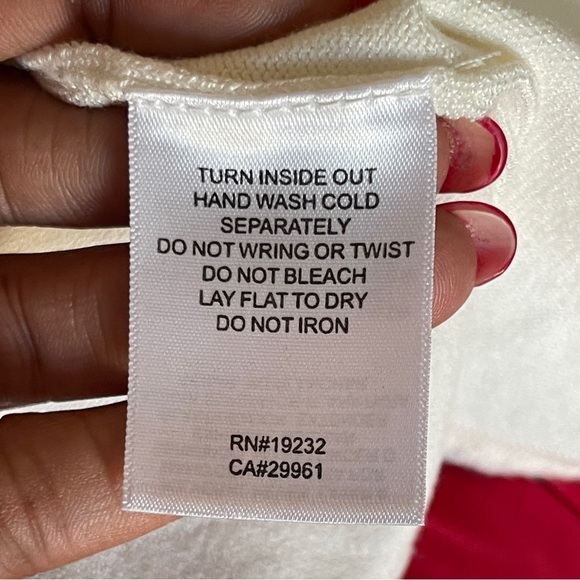 TURN INSIDE OUT
HAND WASH COLD
SEPARATELY
DO NOT WRING OR TWIST
DO NOT BLEACH
LAY FLAT TO DRY
DO NOT IRON
RN#19232
CA#29961